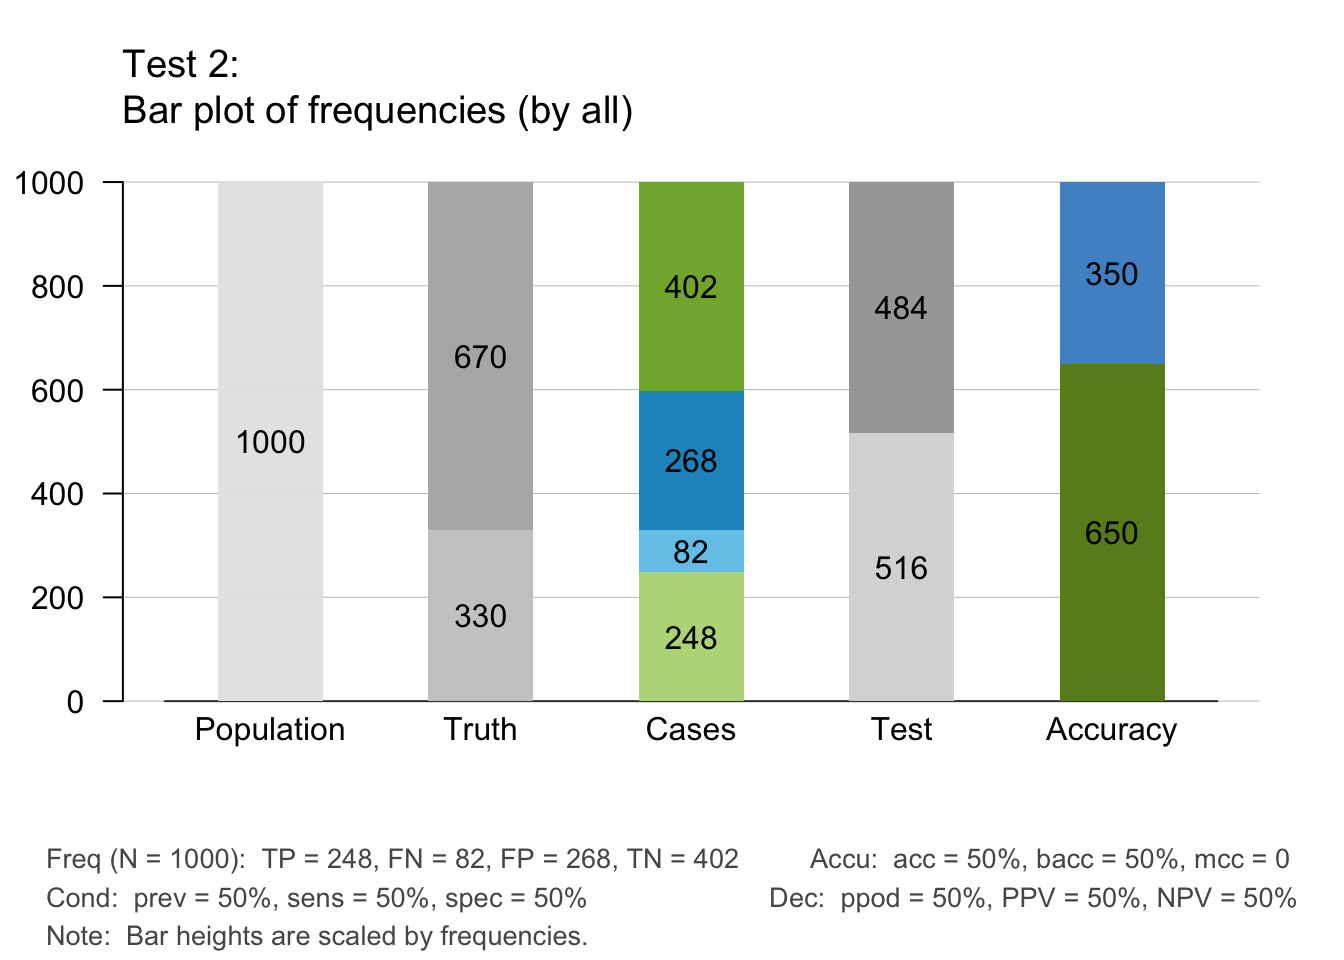 Test 2:
Bar plot of frequencies (by all)
1000
800
600
400
200
0
1000
670
330
402
268
82
248
484
516
350
650
Population
Truth
Cases
Test
Accuracy
Freq (N = 1000):  TP = 248, FN = 82, FP = 268, TN = 402
Accu:  acc = 50%, bacc = 50%, mcc = 0
Cond:  prev = 50%, sens = 50%, spec = 50%
Dec:  ppod = 50%, PPV = 50%, NPV = 50%
Note:  Bar heights are scaled by frequencies.